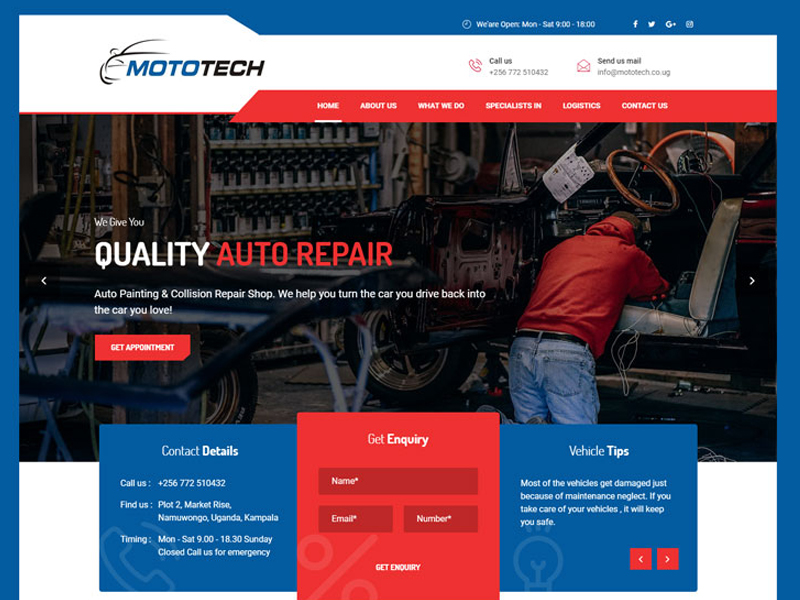 We'are Open: Mon - Sat 9:00 - 18:00
MOTOTECH
Call us
+256 772 510432
Send us mail
info@mototech.co.ug
HOME ABOUT US WHAT WE DO SPECIALISTS IN LOGISTICS CONTACT US
We Give You
QUALITY AUTO REPAIR
Auto Painting & Collision Repair Shop. We help you turn the car you drive back into
the car you love!
GET APPOINTMENT
Contact Details
Call us : +256 772 510432
Find us : Plot 2, Market Rise,
Namuwongo, Uganda, Kampala
Timing : Mon - Sat 9.00 - 18.30 Sunday
Closed Call us for emergency
Get Enquiry
Name*
Email* Number*
GET ENQUIRY
Vehicle Tips
Most of the vehicles get damaged just
because of maintenance neglect. If you
take care of your vehicles , it will keep
you safe.